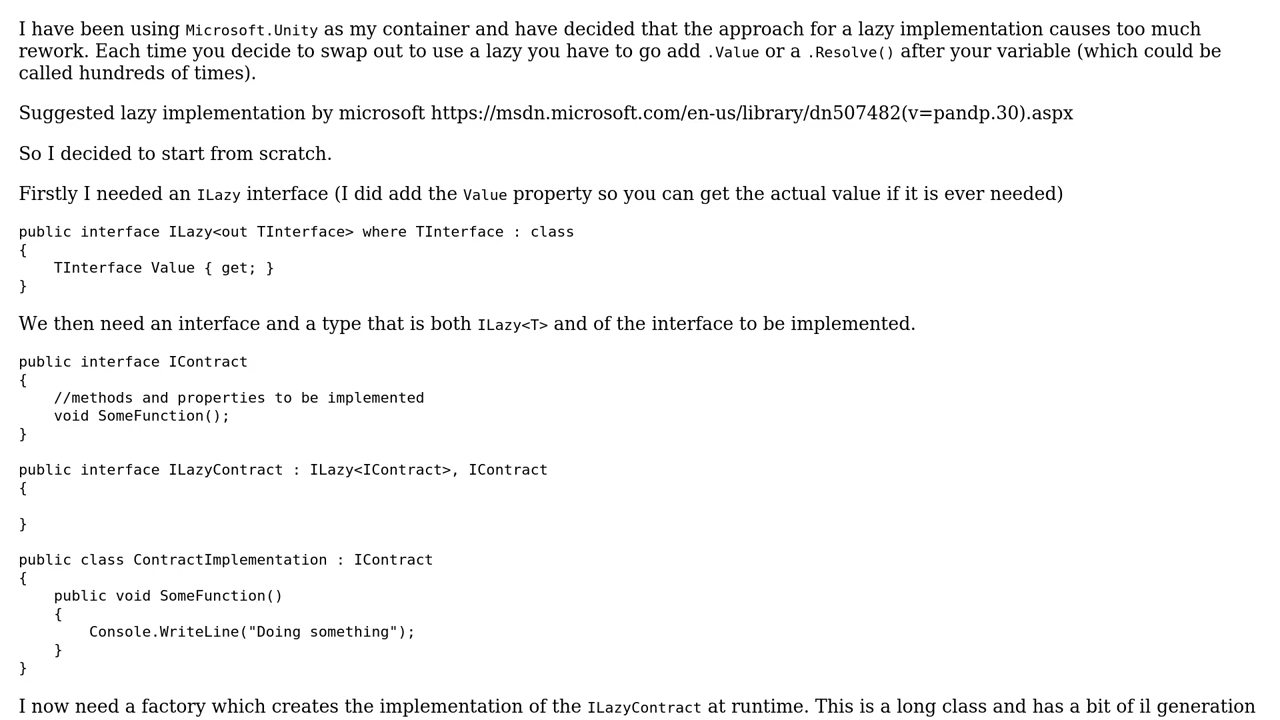 I have been using Microsoft.Unity as my container and have decided that the approach for a lazy implementation causes too much
rework. Each time you decide to swap out to use a lazy you have to go add .Value or a .Resolve() after your variable (which could be
called hundreds of times).
Suggested lazy implementation by microsoft https://msdn.microsoft.com/en-us/library/dn507482(v=pandp.30).aspx
So I decided to start from scratch.
Firstly I needed an ILazy interface (I did add the Value property so you can get the actual value if it is ever needed)
public interface ILazy<out TInterface> where TInterface : class
{
    TInterface Value { get; }
}
We then need an interface and a type that is both ILazy<T> and of the interface to be implemented.
public interface IContract
{
    //methods and properties to be implemented
    void SomeFunction();
}
public interface ILazyContract : ILazy<IContract>, IContract
{
}
public class ContractImplementation : IContract
{
    public void SomeFunction()
    {
        Console.WriteLine("Doing something");
    }
}
I now need a factory which creates the implementation of the ILazyContract at runtime. This is a long class and has a bit of il generation